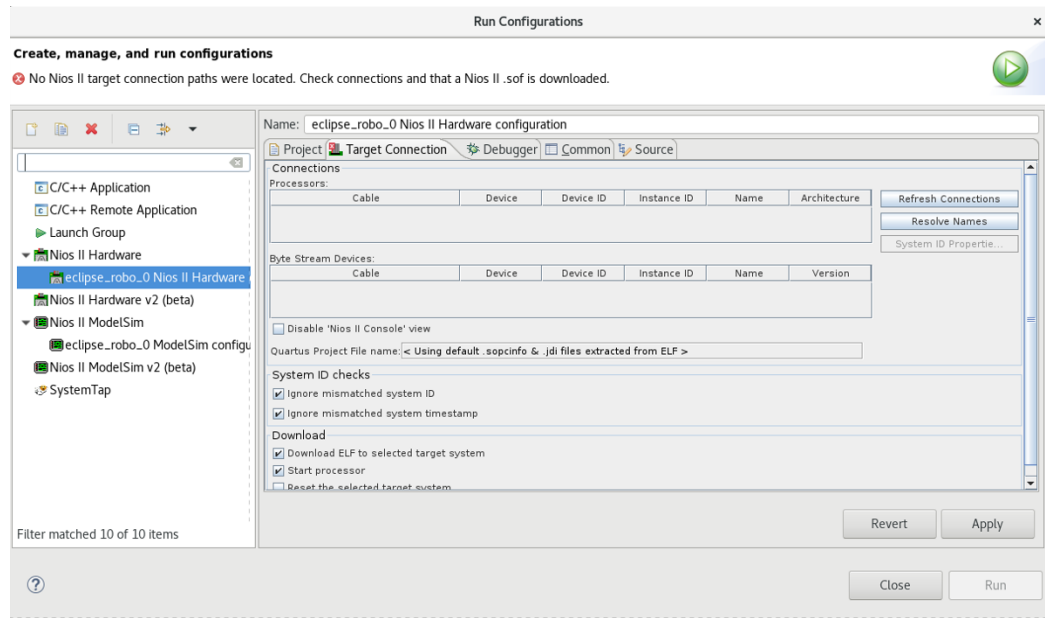 Run Configurations
×
Create, manage, and run configurations
No Nios II target connection paths were located. Check connections and that a Nios II .sof is downloaded.
C/C++ Application
C/C++ Remote Application
Launch Group
Nios II Hardware
eclipse_robo_0 Nios II Hardware
Nios II Hardware v2 (beta)
Nios II ModelSim
eclipse_robo_0 ModelSim configu
Nios II ModelSim v2 (beta)
SystemTap
Filter matched 10 of 10 items
Name: eclipse_robo_0 Nios II Hardware configuration
Project Target Connection Debugger Common Source
Connections
Processors:
Cable Device Device ID Instance ID Name Architecture
Refresh Connections
Resolve Names
System ID Propertie...
Byte Stream Devices:
Cable Device Device ID Instance ID Name Version
Disable 'Nios II Console' view
Quartus Project File name: < Using default .sopcinfo & .jdi files extracted from ELF >
System ID checks
Ignore mismatched system ID
Ignore mismatched system timestamp
Download
Download ELF to selected target system
Start processor
Reset the selected target system
Revert Apply
? Close Run